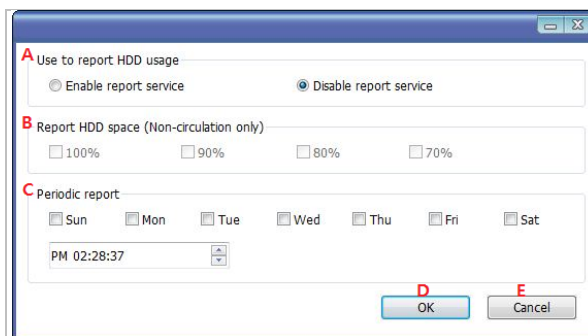 A Use to report HDD usage
Enable report service Disable report service
B Report HDD space (Non-circulation only)
100% 90% 80% 70%
C Periodic report
Sun Mon Tue Wed Thu Fri Sat
PM 02:28:37
D E
OK Cancel